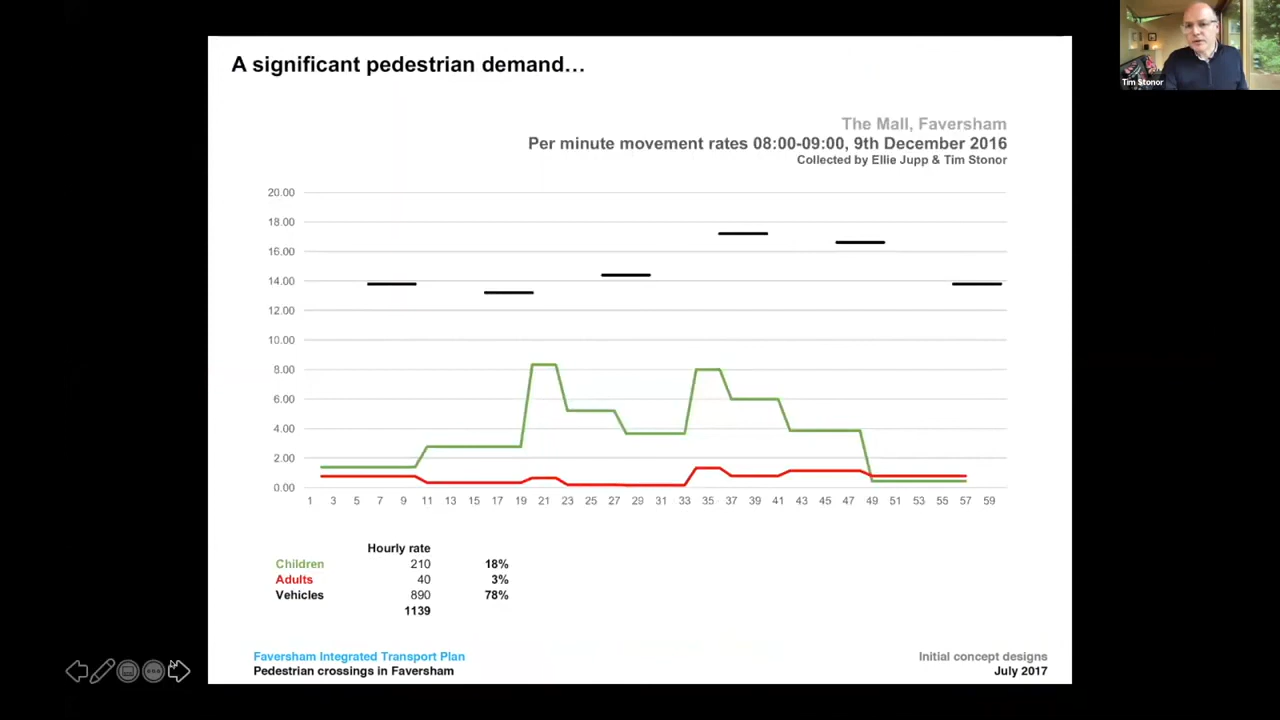 A significant pedestrian demand…
Tim Stonor
The Mall, Faversham
Per minute movement rates 08:00-09:00, 9th December 2016
Collected by Ellie Jupp & Tim Stonor
20.00
18.00
16.00
14.00
12.00
10.00
8.00
6.00
4.00
2.00
0.00
1 3 5 7 9 11 13 15 17 19 21 23 25 27 29 31 33 35 37 39 41 43 45 47 49 51 53 55 57 59
Hourly rate
Children 210 18%
Adults 40 3%
Vehicles 890 78%
1139
Faversham Integrated Transport Plan
Pedestrian crossings in Faversham
Initial concept designs
July 2017